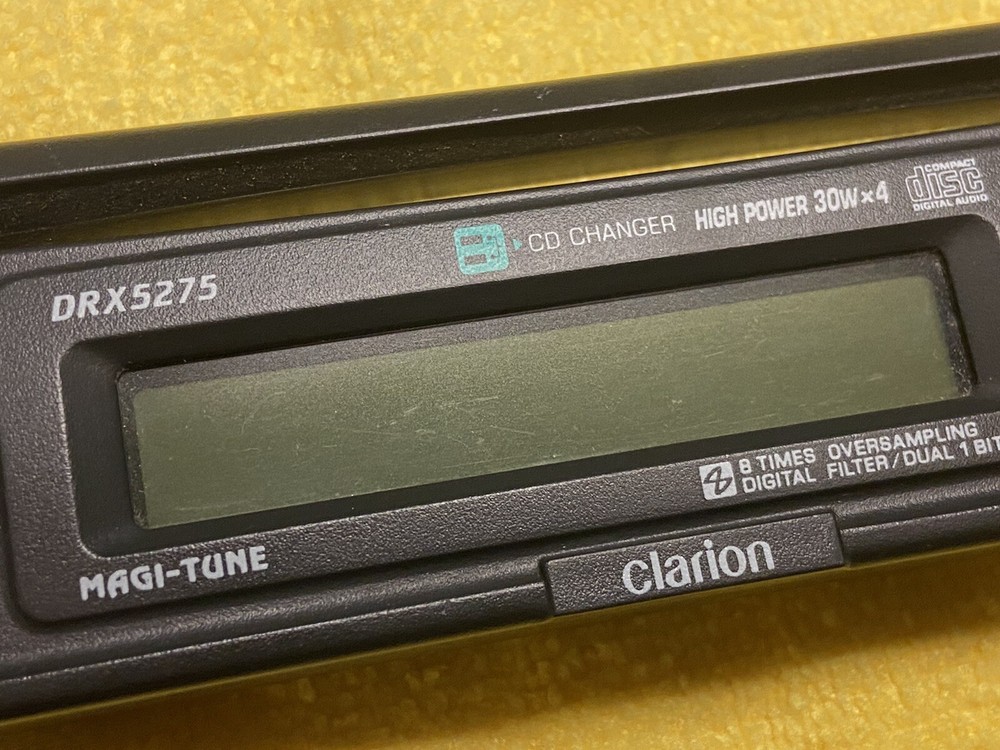 DRX5275
CD CHANGER
HIGH POWER 30W×4
COMPACT
disc
DIGITAL AUDIO
8 TIMES OVERSAMPLING
DIGITAL FILTER/DUAL 1 BIT
MAGI-TUNE
clarion